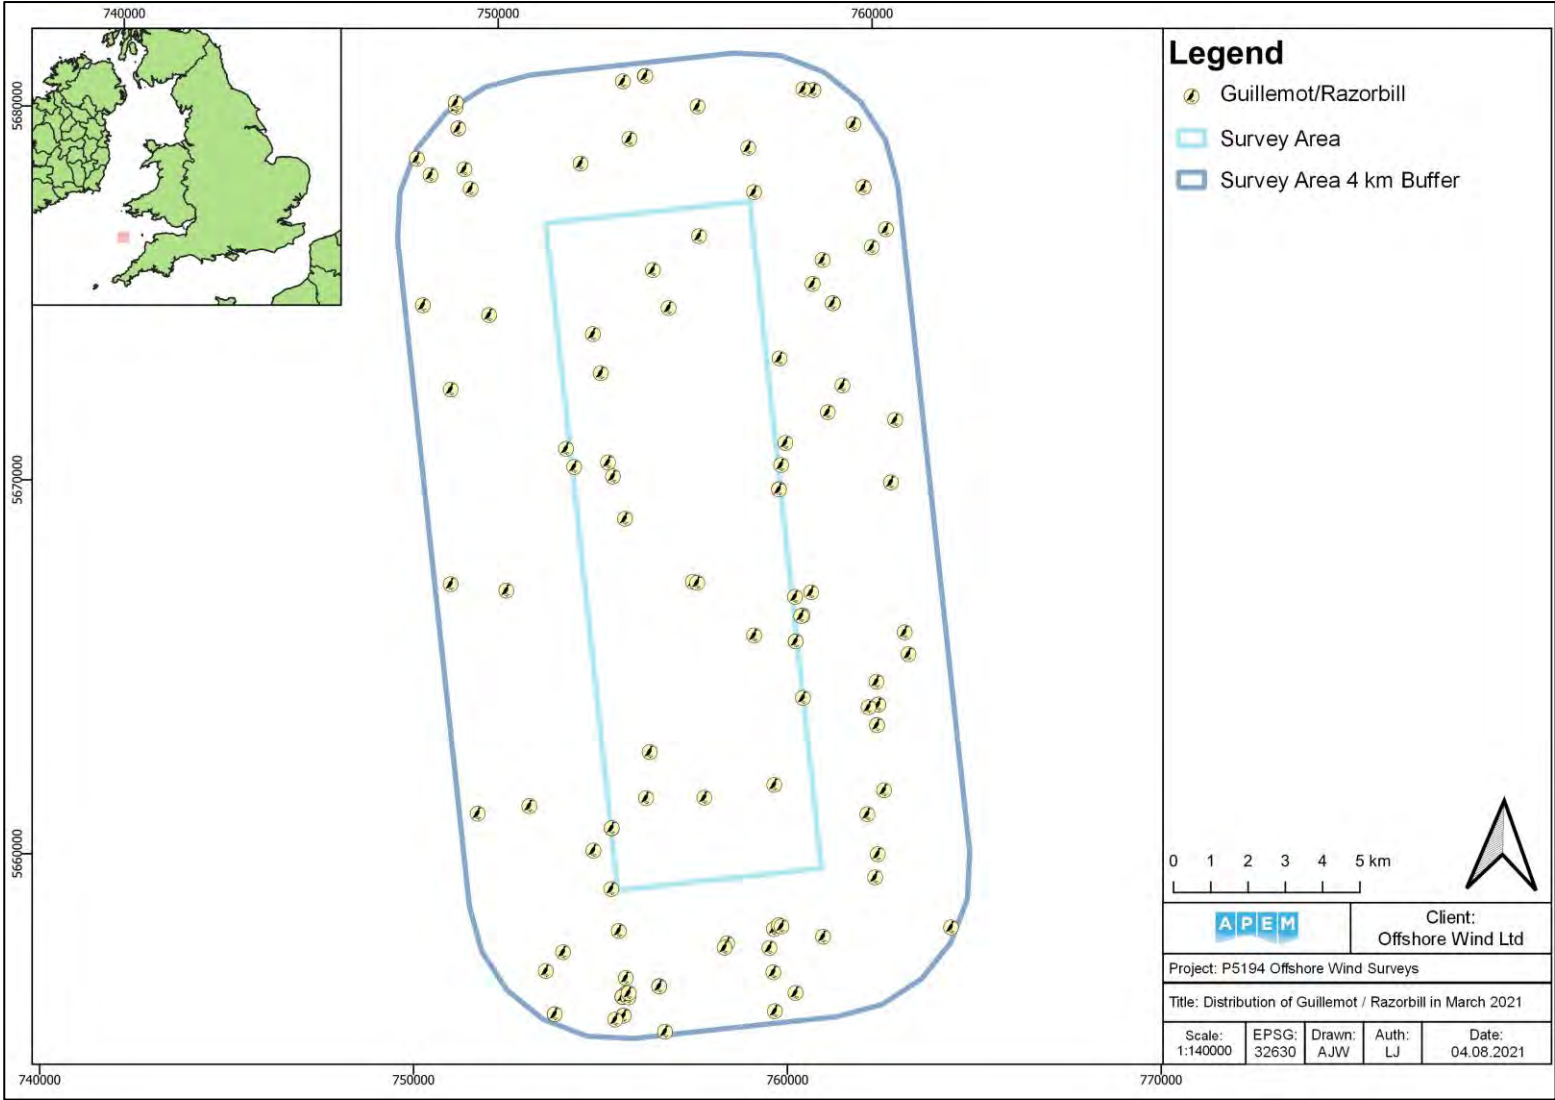 740000 750000 760000
5680000
5670000
5660000
740000 750000 760000 770000
Legend
Guillemot/Razorbill
Survey Area
Survey Area 4 km Buffer
0 1 2 3 4 5 km
APEM
Client:
Offshore Wind Ltd
Project: P5194 Offshore Wind Surveys
Title: Distribution of Guillemot / Razorbill in March 2021
Scale:
1:140000
EPSG:
32630
Drawn:
AJW
Auth:
LJ
Date:
04.08.2021